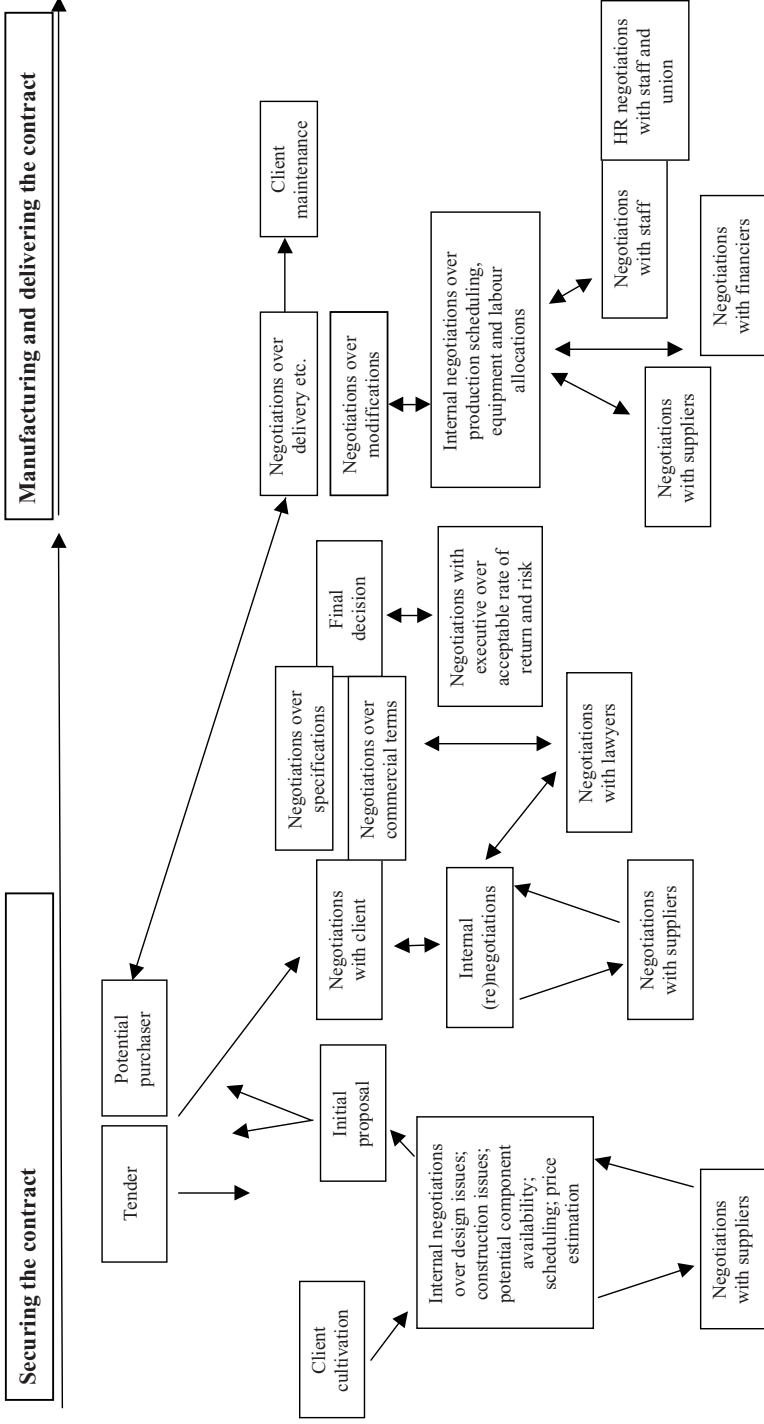 Securing the contract
Manufacturing and delivering the contract
Tender
Potential
purchaser
Client
cultivation
Initial
proposal
Internal negotiations
over design issues;
construction issues;
potential component
availability;
scheduling; price
estimation
Negotiations
with suppliers
Negotiations
with client
Internal
(re)negotiations
Negotiations
with suppliers
Negotiations over
specifications
Negotiations over
commercial terms
Negotiations
with lawyers
Final
decision
Negotiations with
executive over
acceptable rate of
return and risk
Negotiations over
delivery etc.
Negotiations over
modifications
Client
maintenance
Internal negotiations over
production scheduling,
equipment and labour
allocations
Negotiations
with suppliers
Negotiations
with financiers
Negotiations
with staff
HR negotiations
with staff and
union